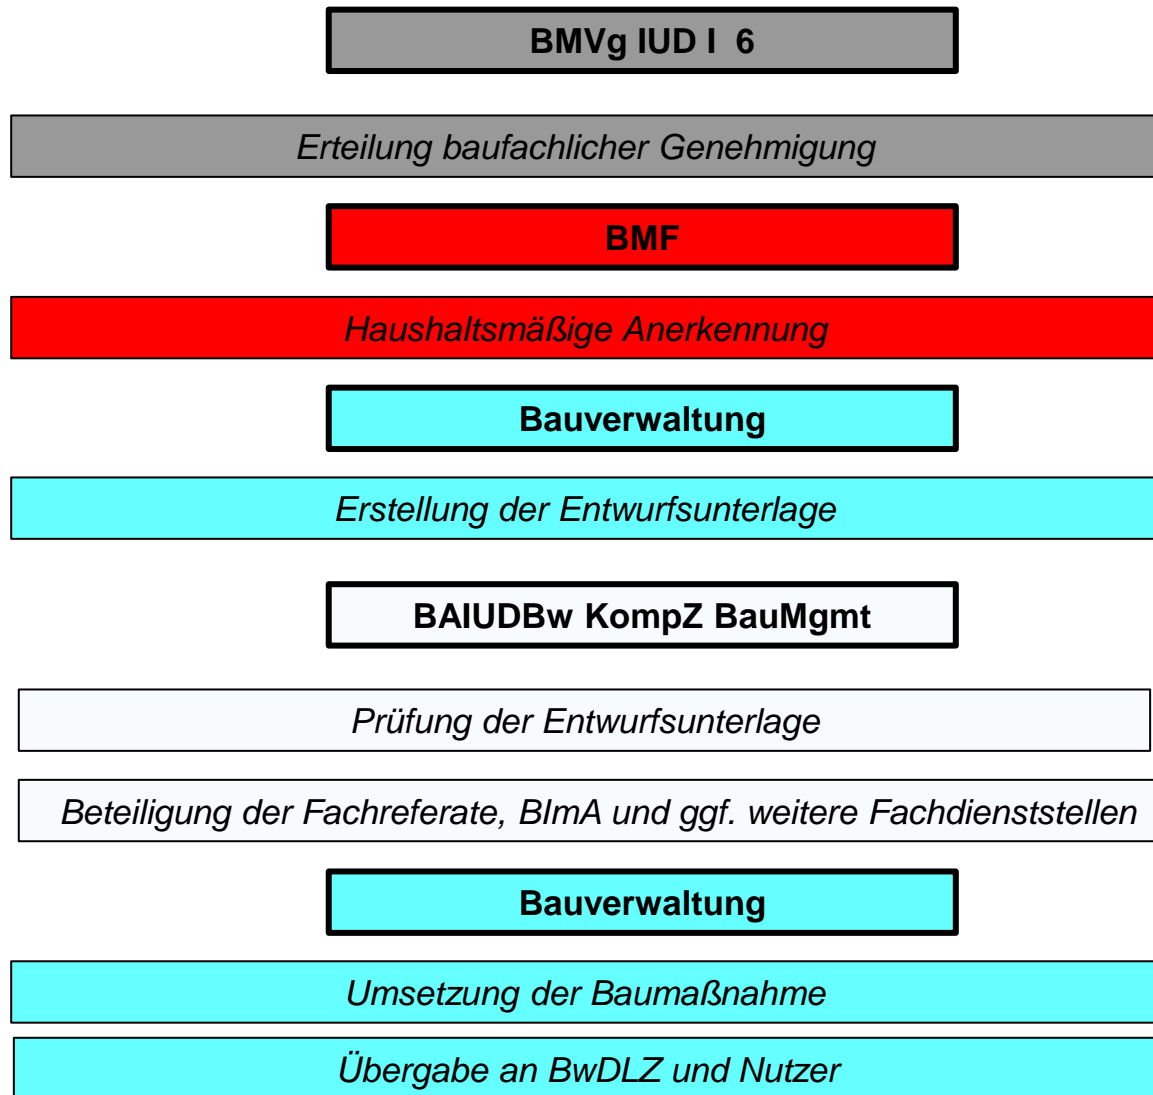 BMVg IUD I 6
Erteilung baufachlicher Genehmigung
BMF
Haushaltsmäßige Anerkennung
Bauverwaltung
Erstellung der Entwurfsunterlage
BAIUDBw KompZ BauMgmt
Prüfung der Entwurfsunterlage
Beteiligung der Fachreferate, BImA und ggf. weitere Fachdienststellen
Bauverwaltung
Umsetzung der Baumaßnahme
Übergabe an BwDLZ und Nutzer